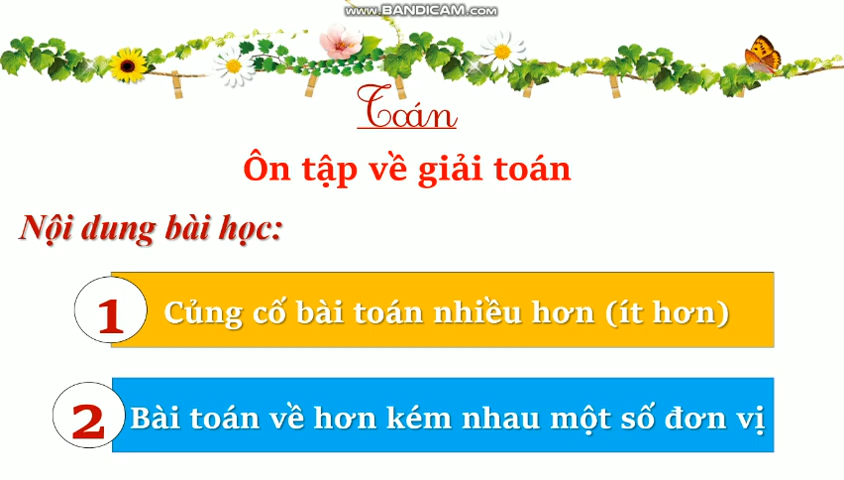 www.BANDICAM.com
Toán
Ôn tập về giải toán
Nội dung bài học:
1 Củng cố bài toán nhiều hơn (ít hơn)
2 Bài toán về hơn kém nhau một số đơn vị